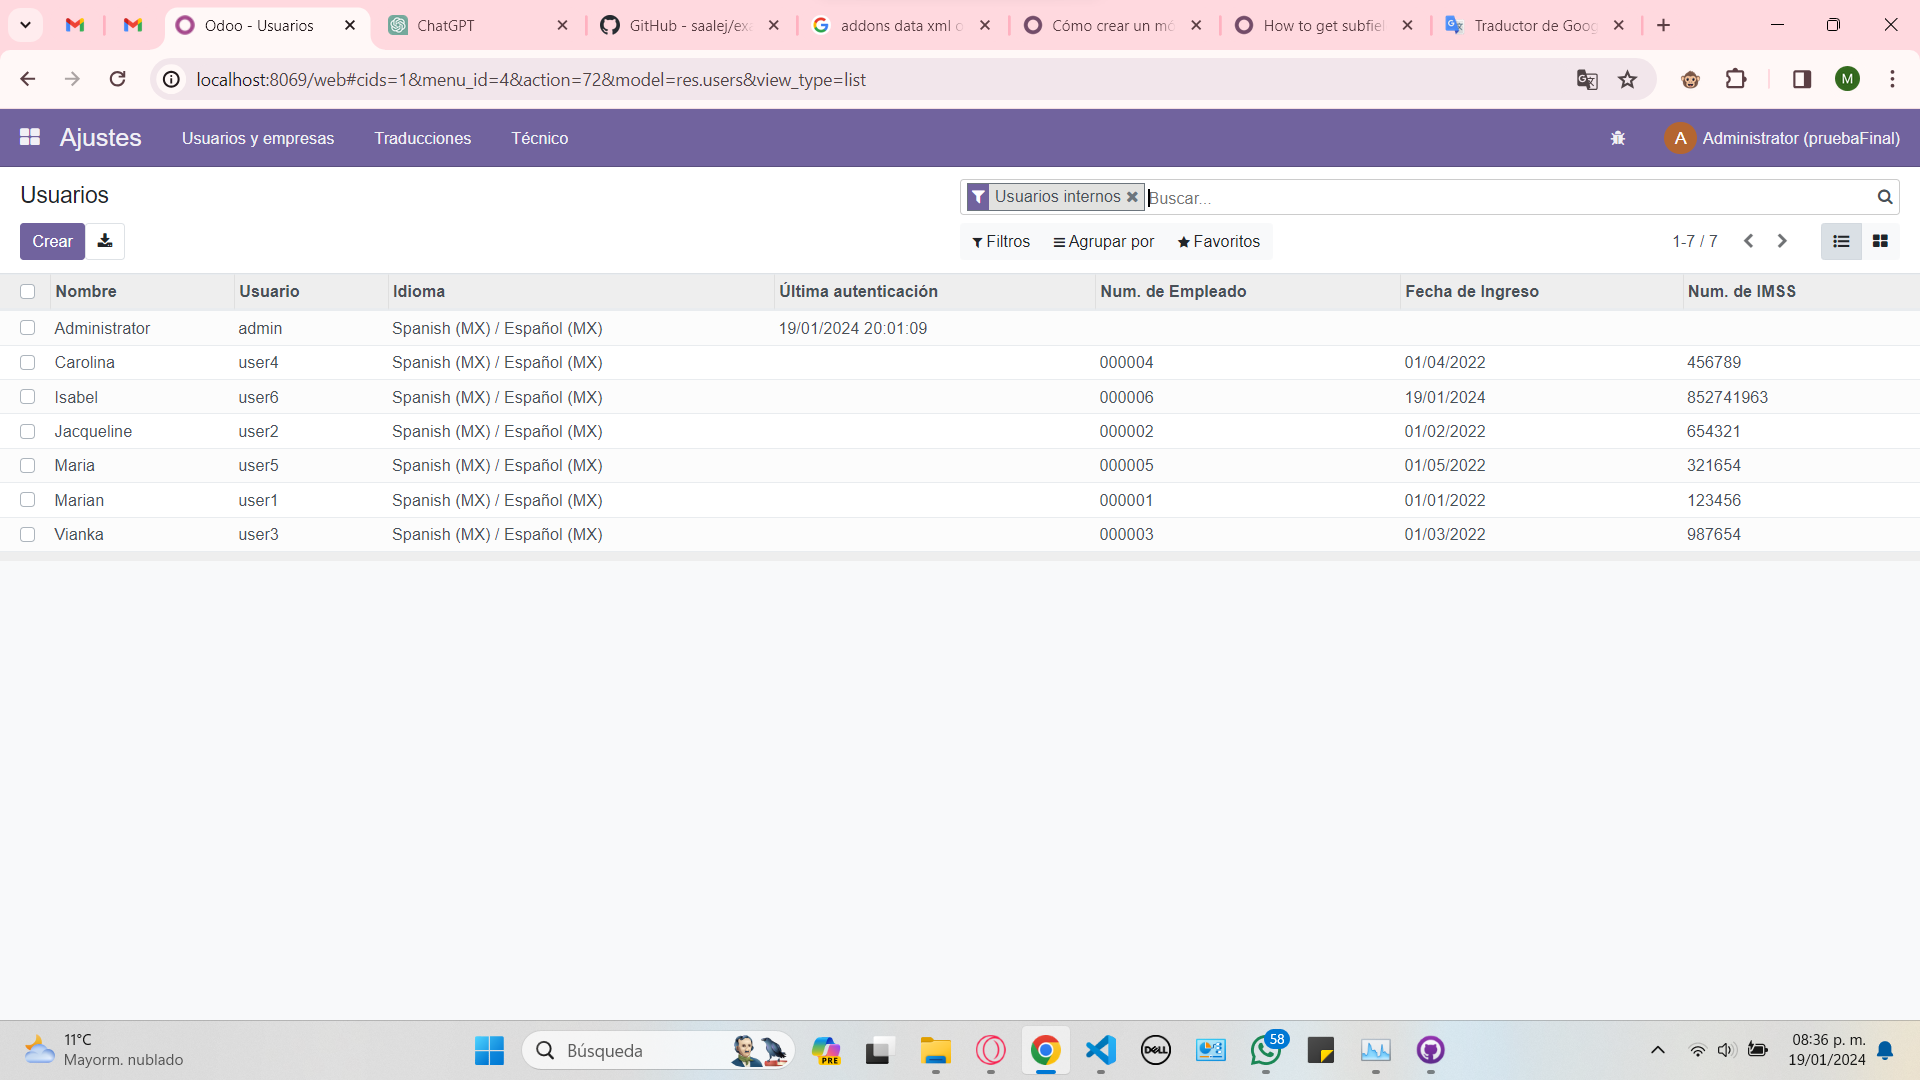 Odoo - Usuarios
ChatGPT
GitHub - saalej/exa
addons data xml o
Cómo crear un mó
How to get subfiel
Traductor de Goog
localhost:8069/web#cids=1&menu_id=4&action=72&model=res.users&view_type=list
M
Ajustes
Usuarios y empresas
Traducciones
Técnico
A
Administrator (pruebaFinal)
Usuarios
Usuarios internos
Buscar...
Crear
Filtros
Agrupar por
Favoritos
1-7 / 7
Nombre Usuario Idioma Última autenticación Num. de Empleado Fecha de Ingreso Num. de IMSS
Administrator admin Spanish (MX) / Español (MX) 19/01/2024 20:01:09
Carolina user4 Spanish (MX) / Español (MX) 000004 01/04/2022 456789
Isabel user6 Spanish (MX) / Español (MX) 000006 19/01/2024 852741963
Jacqueline user2 Spanish (MX) / Español (MX) 000002 01/02/2022 654321
Maria user5 Spanish (MX) / Español (MX) 000005 01/05/2022 321654
Marian user1 Spanish (MX) / Español (MX) 000001 01/01/2022 123456
Vianka user3 Spanish (MX) / Español (MX) 000003 01/03/2022 987654
11°C
Mayorm. nublado
Búsqueda
PRE
DELL
58
08:36 p. m.
19/01/2024